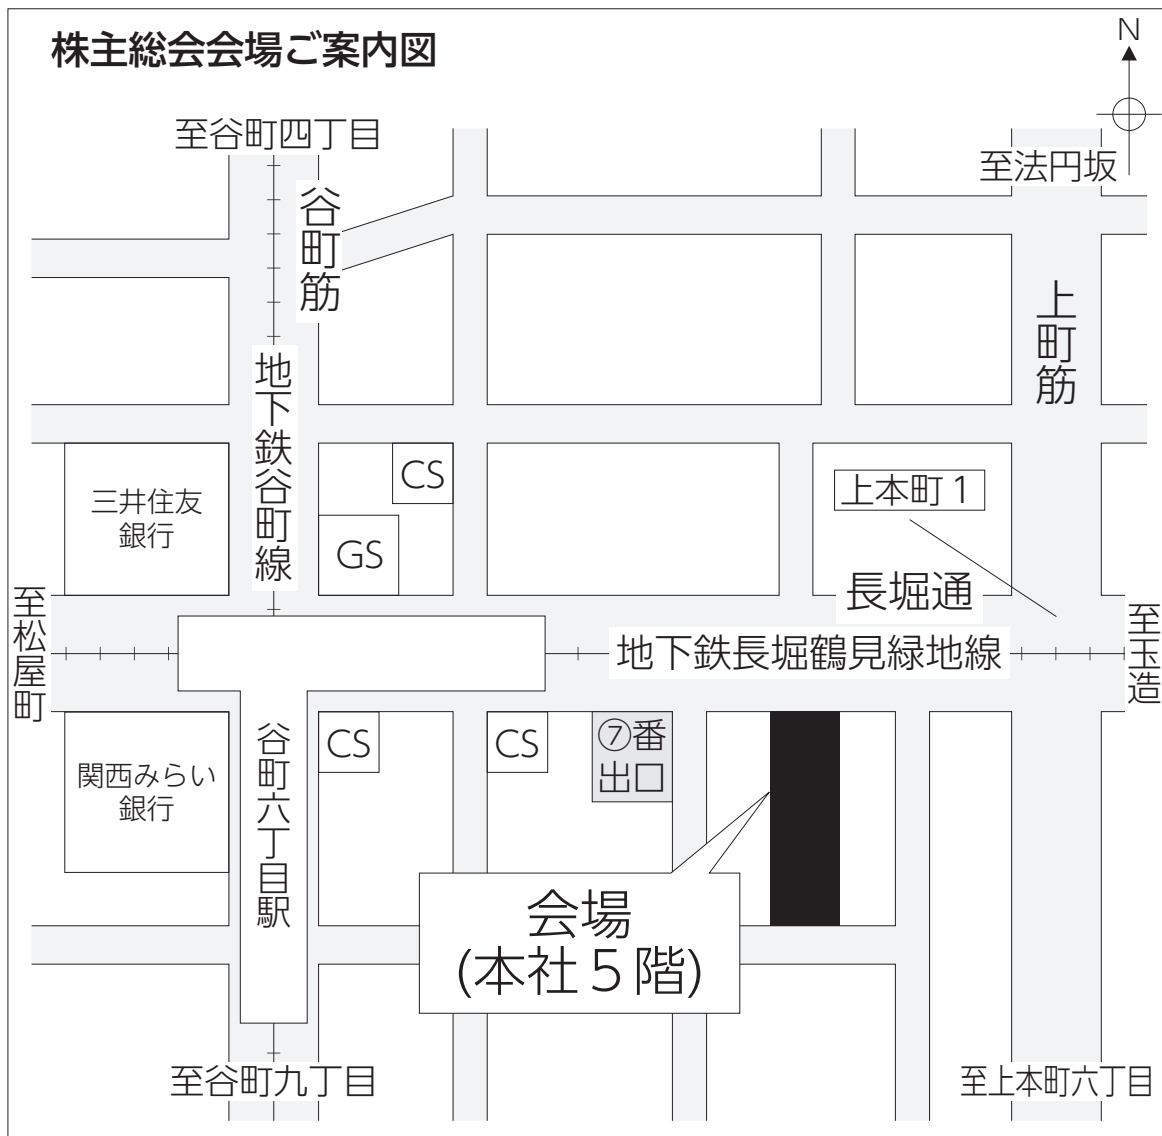 株主総会会場ご案内図
N
至谷町四丁目
至法円坂
谷町筋
上町筋
地下鉄谷町線
三井住友
銀行
CS
GS
上本町1
長堀通
至松屋町
地下鉄長堀鶴見緑地線
至玉造
関西みらい
銀行
谷町六丁目駅
CS
CS
⑦番
出口
会場
(本社5階)
至谷町九丁目
至上本町六丁目